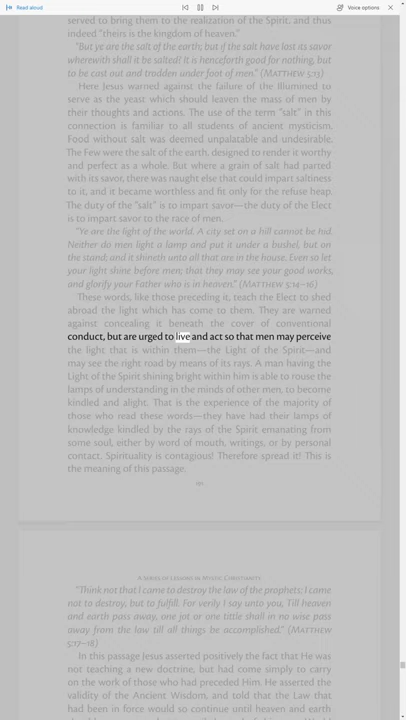 Read aloud
Voice options
served to bring them to the realization of the Spirit, and thus
indeed "theirs is the kingdom of heaven."
"But ye are the salt of the earth; but if the salt have lost its savor
wherewith shall it be salted? It is henceforth good for nothing, but
to be cast out and trodden under foot of men." (MATTHEW 5:13)
Here Jesus warned against the failure of the Illumined to
serve as the yeast which should leaven the mass of men by
their thoughts and actions. The use of the term "salt" in this
connection is familiar to all students of ancient mysticism.
Food without salt was deemed unpalatable and undesirable.
The Few were the salt of the earth, designed to render it worthy
and perfect as a whole. But where a grain of salt had parted
with its savor, there was naught else that could impart saltiness
to it, and it became worthless and fit only for the refuse heap.
The duty of the "salt" is to impart savor—the duty of the Elect
is to impart savor to the race of men.
"Ye are the light of the world. A city set on a hill cannot be hid.
Neither do men light a lamp and put it under a bushel, but on
the stand; and it shineth unto all that are in the house. Even so let
your light shine before men; that they may see your good works,
and glorify your Father who is in heaven." (MATTHEW 5:14–16)
These words, like those preceding it, teach the Elect to shed
abroad the light which has come to them. They are warned
against concealing it beneath the cover of conventional
conduct, but are urged to live and act so that men may perceive
the light that is within them—the Light of the Spirit—and
may see the right road by means of its rays. A man having the
Light of the Spirit shining bright within him is able to rouse the
lamps of understanding in the minds of other men, to become
kindled and alight. That is the experience of the majority of
those who read these words—they have had their lamps of
knowledge kindled by the rays of the Spirit emanating from
some soul, either by word of mouth, writings, or by personal
contact, Spirituality is contagious! Therefore spread it! This is
the meaning of this passage.
A SERIES OF LESSONS IN MYSTIC CHRISTIANITY
"Think not that I came to destroy the law of the prophets; I came
not to destroy, but to fulfill. For verily I say unto you, Till heaven
and earth pass away, one jot or one tittle shall in no wise pass
away from the law till all things be accomplished." (MATTHEW
5:17–18)
In this passage Jesus asserted positively the fact that He was
not teaching a new doctrine, but had come simply to carry
on the work of those who had preceded Him. He asserted the
validity of the Ancient Wisdom, and told that the Law that
had been in force would so continue until heaven and earth